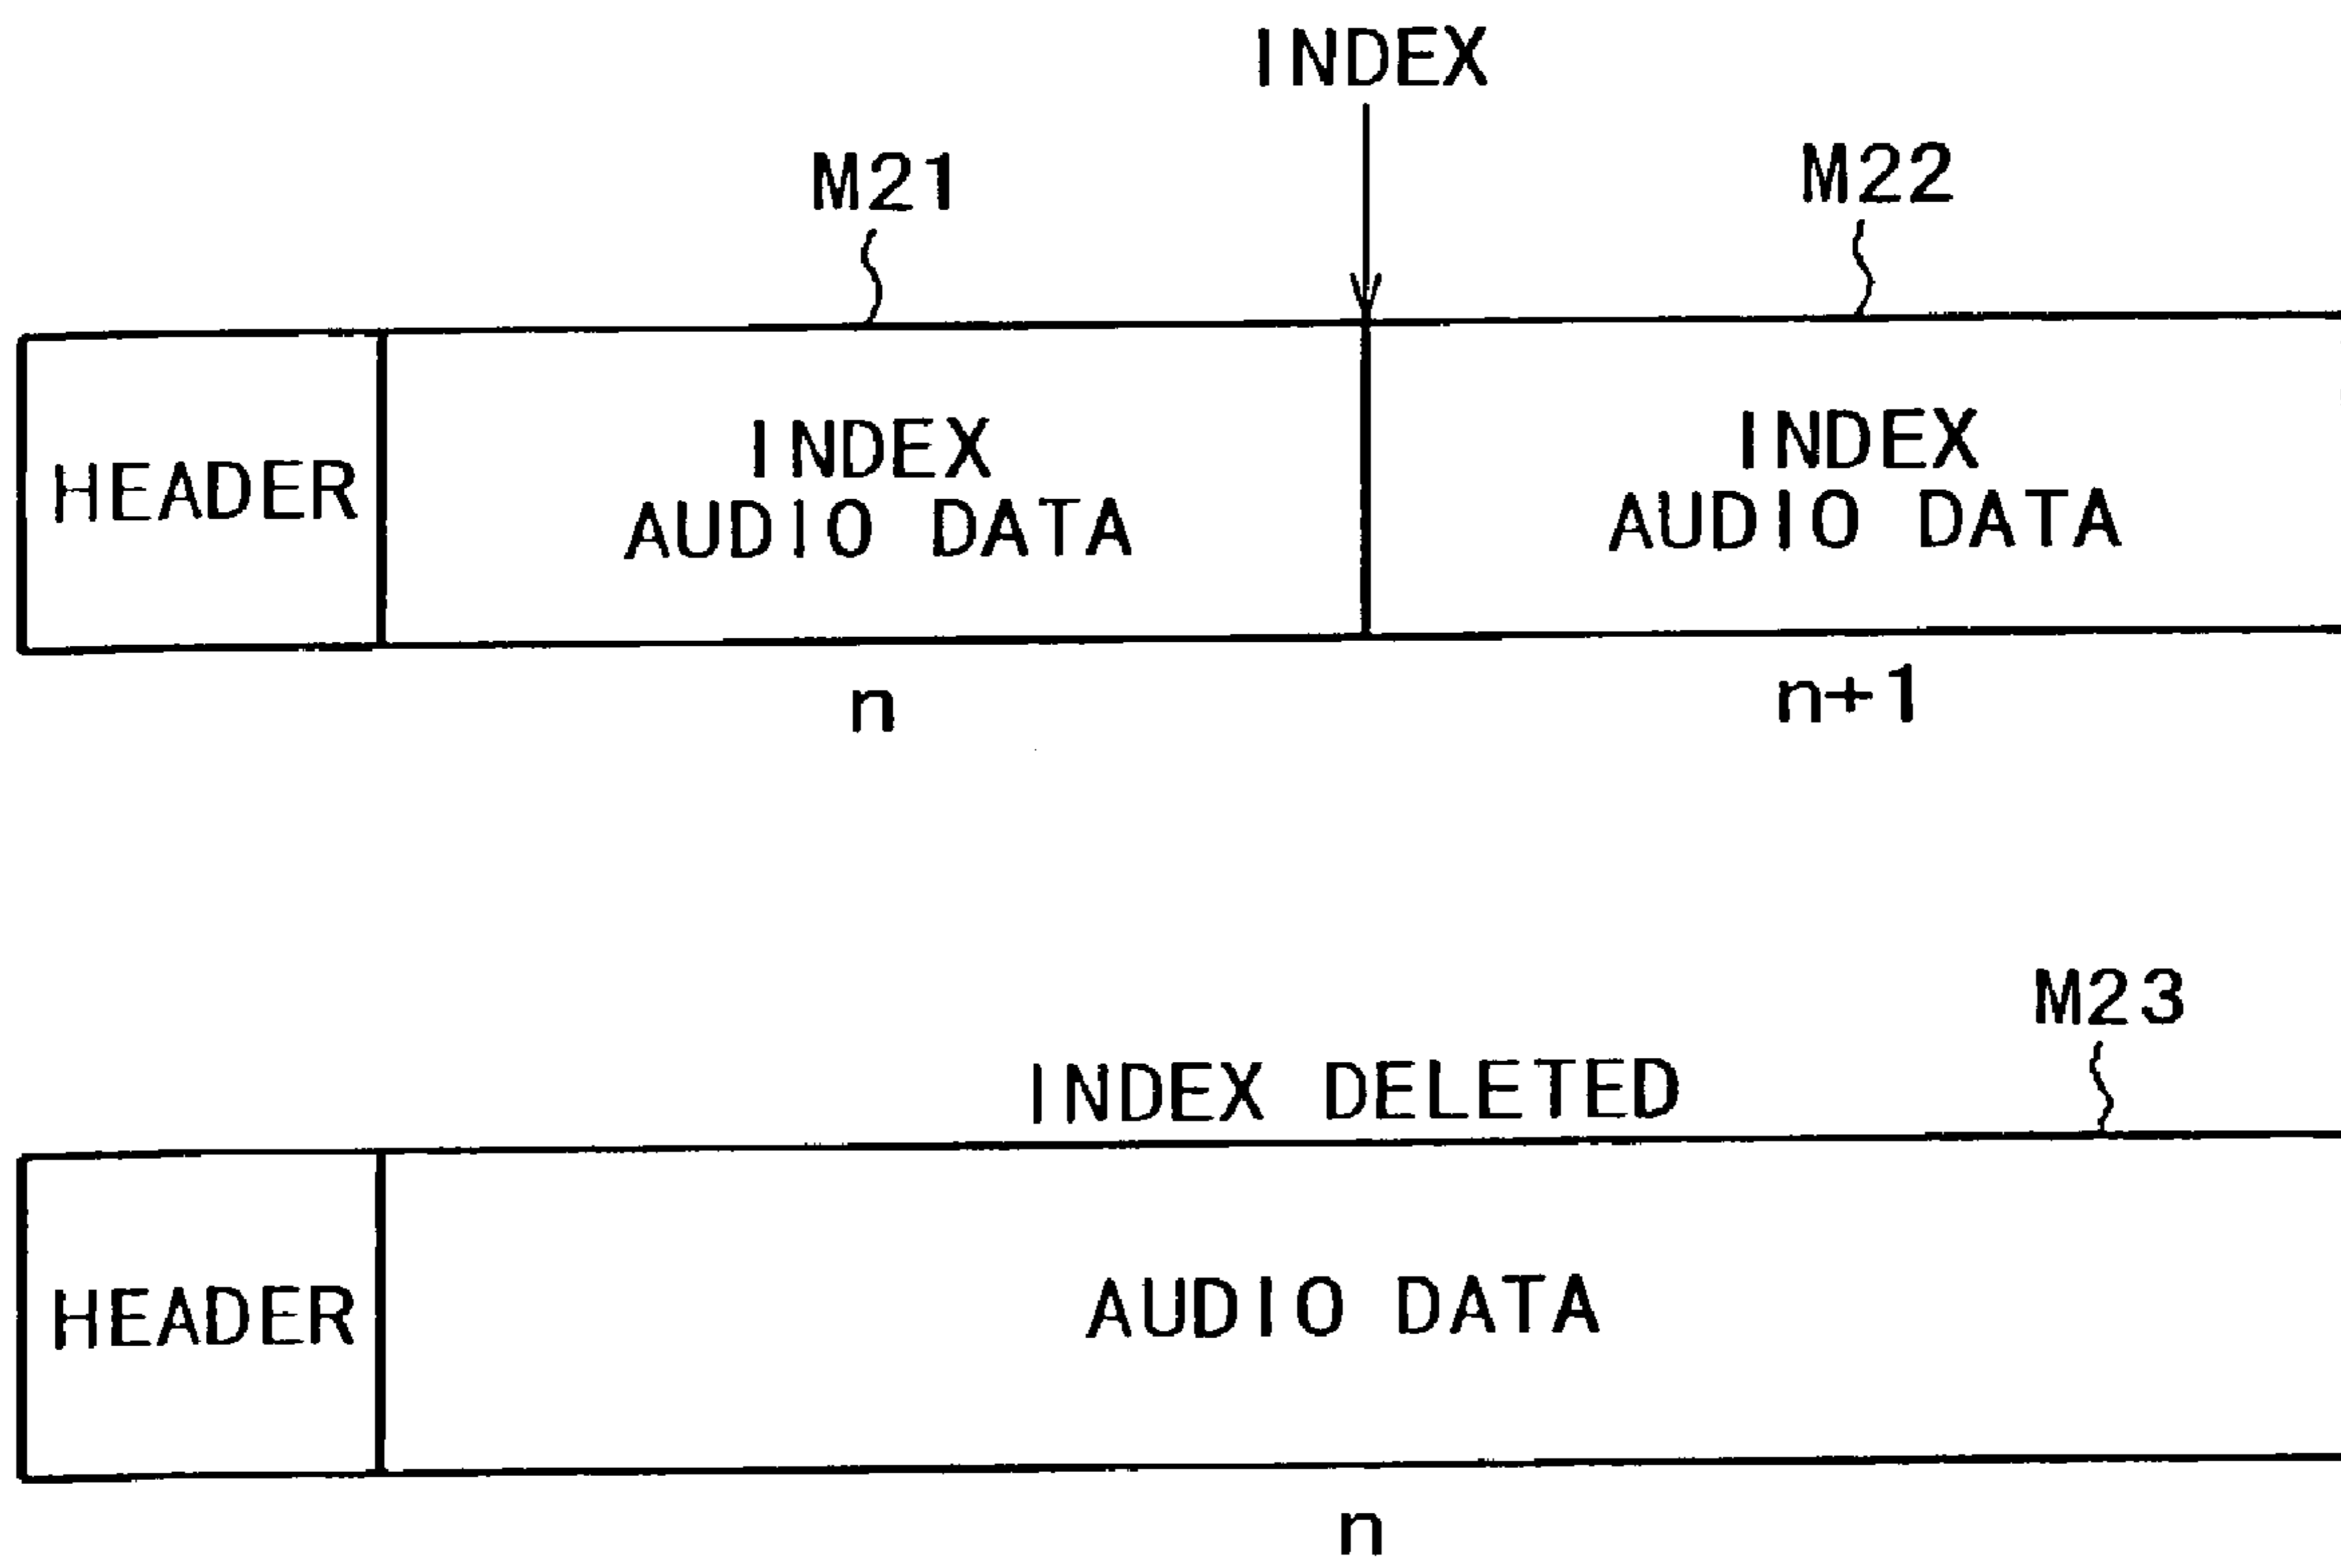 INDEX
M21
M22
HEADER
INDEX
AUDIO DATA
INDEX
AUDIO DATA
n
n+1
M23
INDEX DELETED
HEADER
AUDIO DATA
n